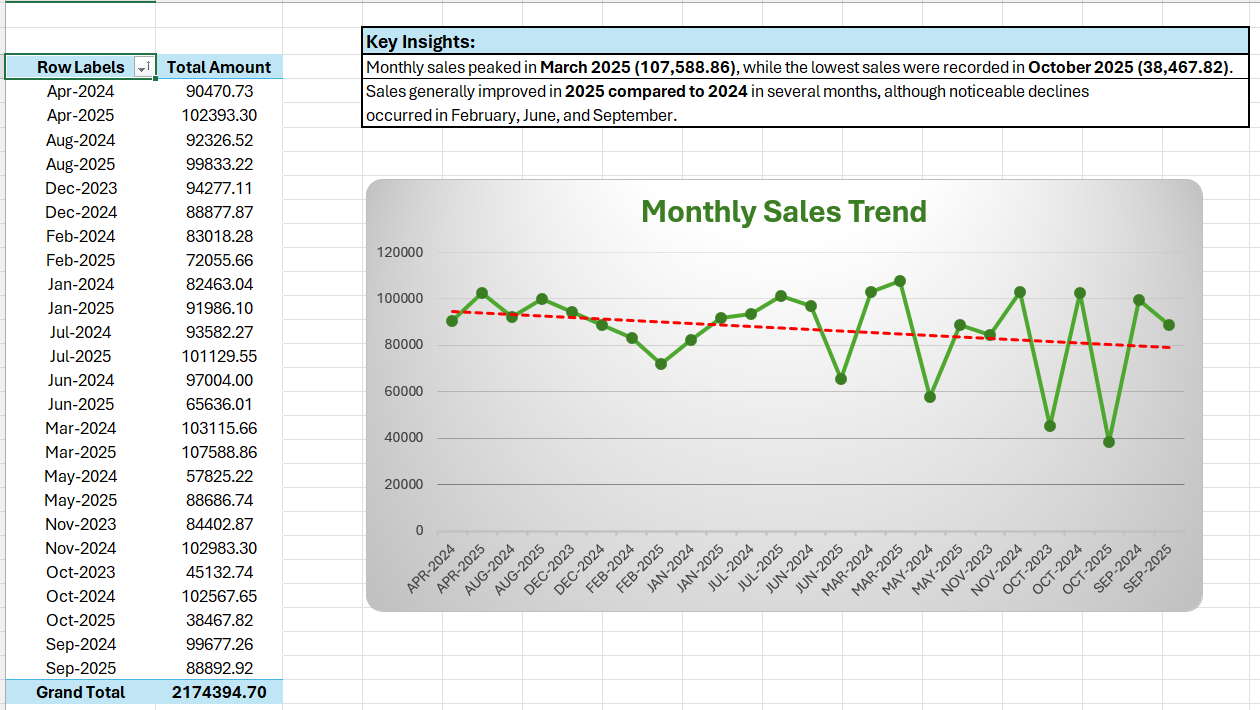 Key Insights:
Row Labels Total Amount
Monthly sales peaked in March 2025 (107,588.86), while the lowest sales were recorded in October 2025 (38,467.82).
Sales generally improved in 2025 compared to 2024 in several months, although noticeable declines
occurred in February, June, and September.
Apr-2024 90470.73
Apr-2025 102393.30
Aug-2024 92326.52
Aug-2025 99833.22
Dec-2023 94277.11
Dec-2024 88877.87
Feb-2024 83018.28
Feb-2025 72055.66
Jan-2024 82463.04
Jan-2025 91986.10
Jul-2024 93582.27
Jul-2025 101129.55
Jun-2024 97004.00
Jun-2025 65636.01
Mar-2024 103115.66
Mar-2025 107588.86
May-2024 57825.22
May-2025 88686.74
Nov-2023 84402.87
Nov-2024 102983.30
Oct-2023 45132.74
Oct-2024 102567.65
Oct-2025 38467.82
Sep-2024 99677.26
Sep-2025 88892.92
Grand Total 2174394.70
Monthly Sales Trend
120000
100000
80000
60000
40000
20000
0
APR-2024
APR-2025
AUG-2024
AUG-2025
DEC-2023
DEC-2024
FEB-2024
FEB-2025
JAN-2024
JAN-2025
JUL-2024
JUL-2025
JUN-2024
JUN-2025
MAR-2024
MAR-2025
MAY-2024
MAY-2025
NOV-2023
NOV-2024
OCT-2023
OCT-2024
OCT-2025
SEP-2024
SEP-2025